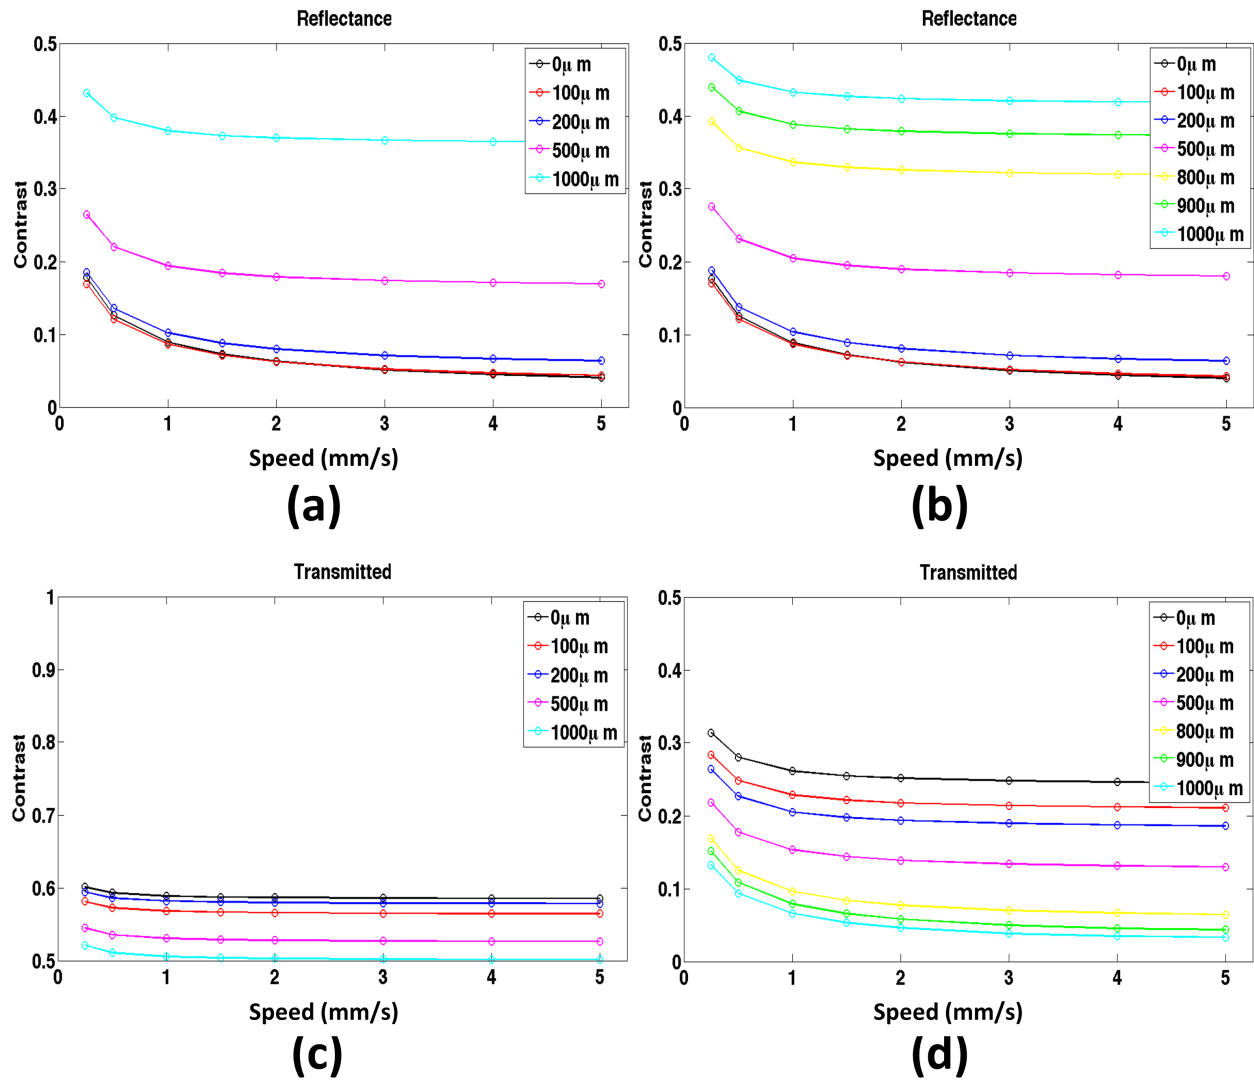 Reflectance
0.5
0.4
0.3
0.2
0.1
0
Contrast
0μ m
100μ m
200μ m
500μ m
1000μ m
0 1 2 3 4 5
Speed (mm/s)
(a)
Reflectance
0.5
0.4
0.3
0.2
0.1
0
Contrast
0μ m
100μ m
200μ m
500μ m
800μ m
900μ m
1000μ m
0 1 2 3 4 5
Speed (mm/s)
(b)
Transmitted
1
0.9
0.8
0.7
0.6
0.5
Contrast
0μ m
100μ m
200μ m
500μ m
1000μ m
0 1 2 3 4 5
Speed (mm/s)
(c)
Transmitted
0.5
0.4
0.3
0.2
0.1
0
Contrast
0μ m
100μ m
200μ m
500μ m
800μ m
900μ m
1000μ m
0 1 2 3 4 5
Speed (mm/s)
(d)